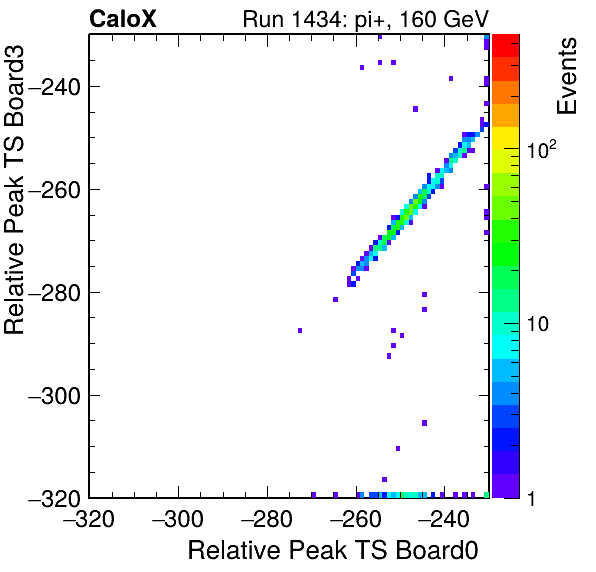 CaloX Run 1434: pi+, 160 GeV
Relative Peak TS Board3
−240
−260
−280
−300
−320
−320 −300 −280 −260 −240
Relative Peak TS Board0
Events
10²
10
1